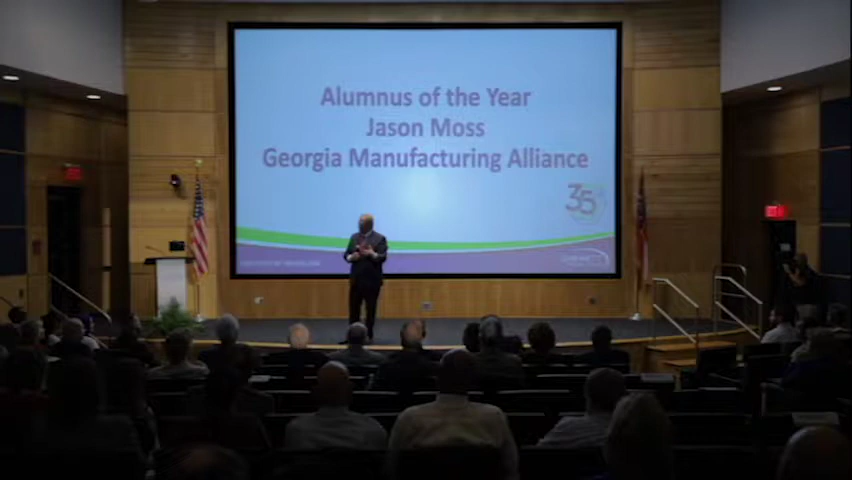 Alumnus of the Year
Jason Moss
Georgia Manufacturing Alliance
35